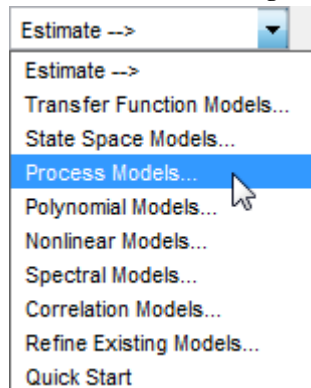 Estimate -->
Estimate -->
Transfer Function Models...
State Space Models...
Process Models...
Polynomial Models...
Nonlinear Models...
Spectral Models...
Correlation Models...
Refine Existing Models...
Quick Start